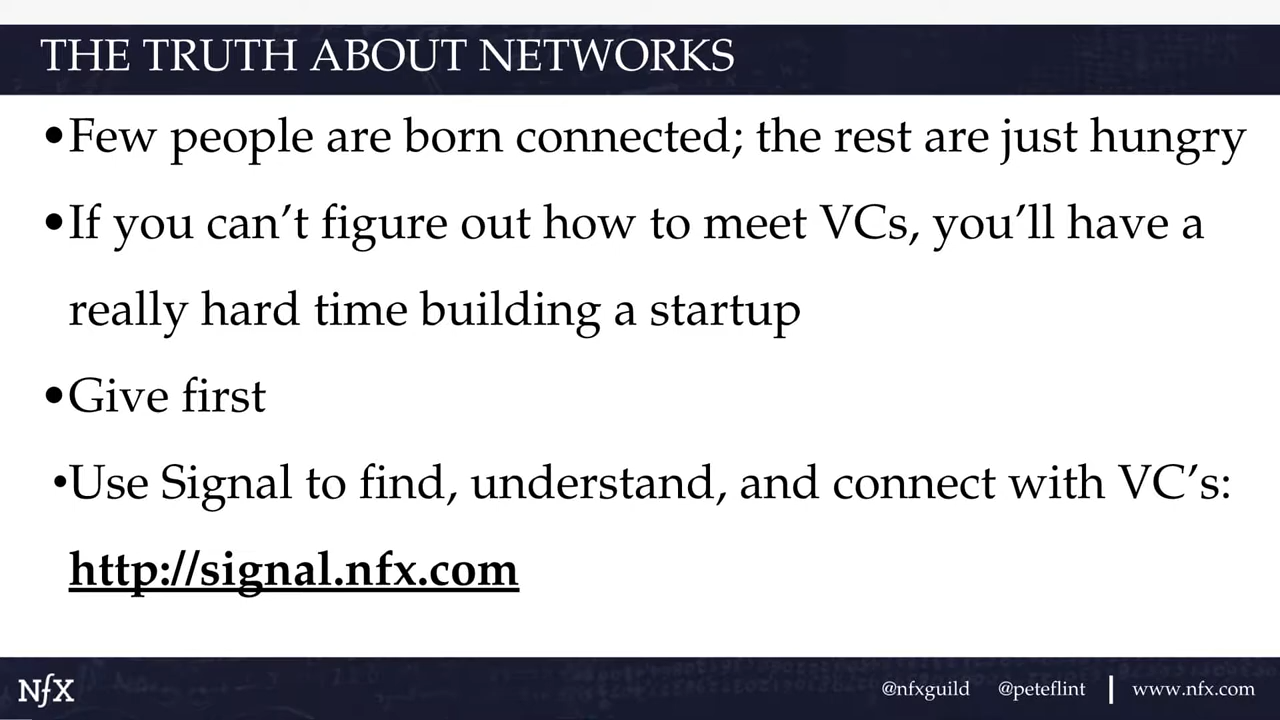 THE TRUTH ABOUT NETWORKS
•Few people are born connected; the rest are just hungry
•If you can’t figure out how to meet VCs, you’ll have a
really hard time building a startup
•Give first
•Use Signal to find, understand, and connect with VC’s:
http://signal.nfx.com
NfX @nfxguild @peteflint | www.nfx.com